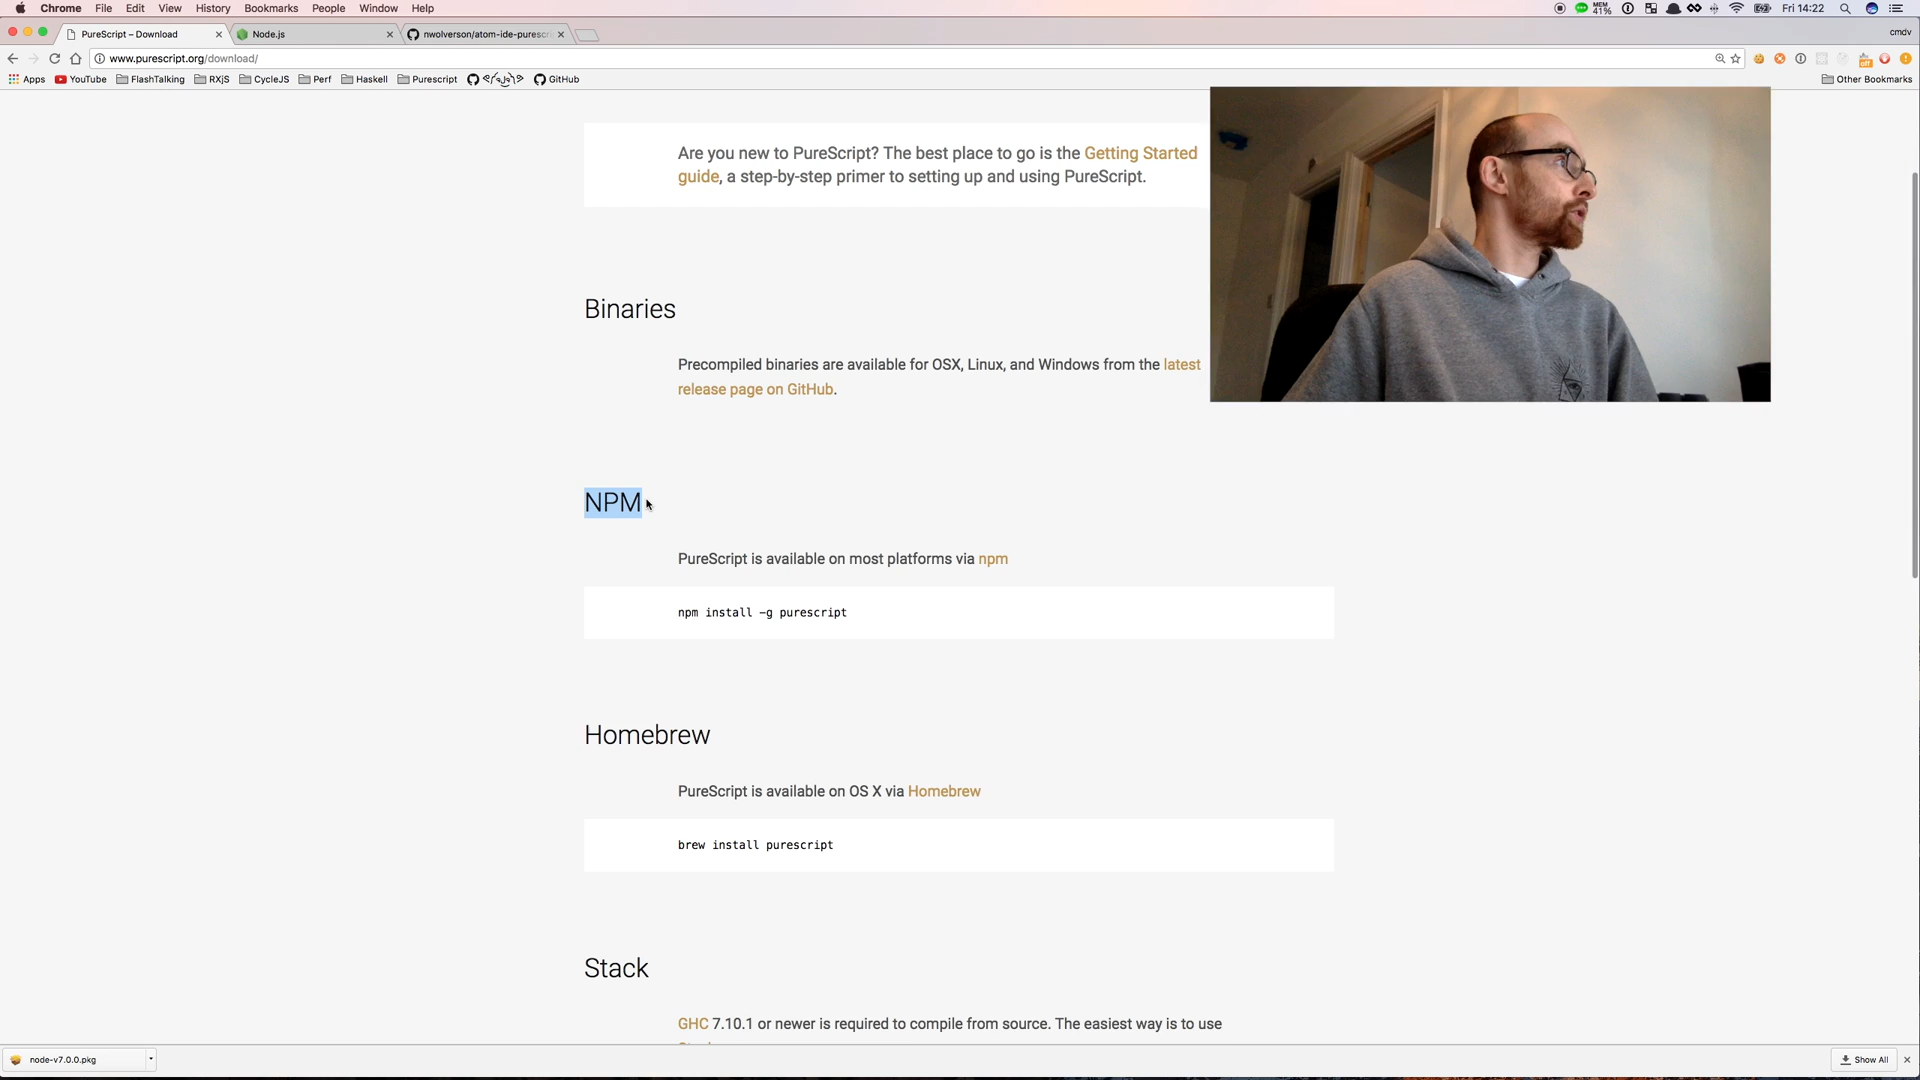 Chrome File Edit View History Bookmarks People Window Help
MEM 41% Fri 14:22
PureScript – Download
Node.js
nwolverson/atom-ide-purescri
cmdv
www.purescript.org/download/
Apps YouTube FlashTalking RXjS CycleJS Perf Haskell Purescript GitHub Other Bookmarks
Are you new to PureScript? The best place to go is the Getting Started
guide, a step-by-step primer to setting up and using PureScript.
Binaries
Precompiled binaries are available for OSX, Linux, and Windows from the latest
release page on GitHub.
NPM
PureScript is available on most platforms via npm
npm install -g purescript
Homebrew
PureScript is available on OS X via Homebrew
brew install purescript
Stack
GHC 7.10.1 or newer is required to compile from source. The easiest way is to use
node-v7.0.0.pkg
Show All